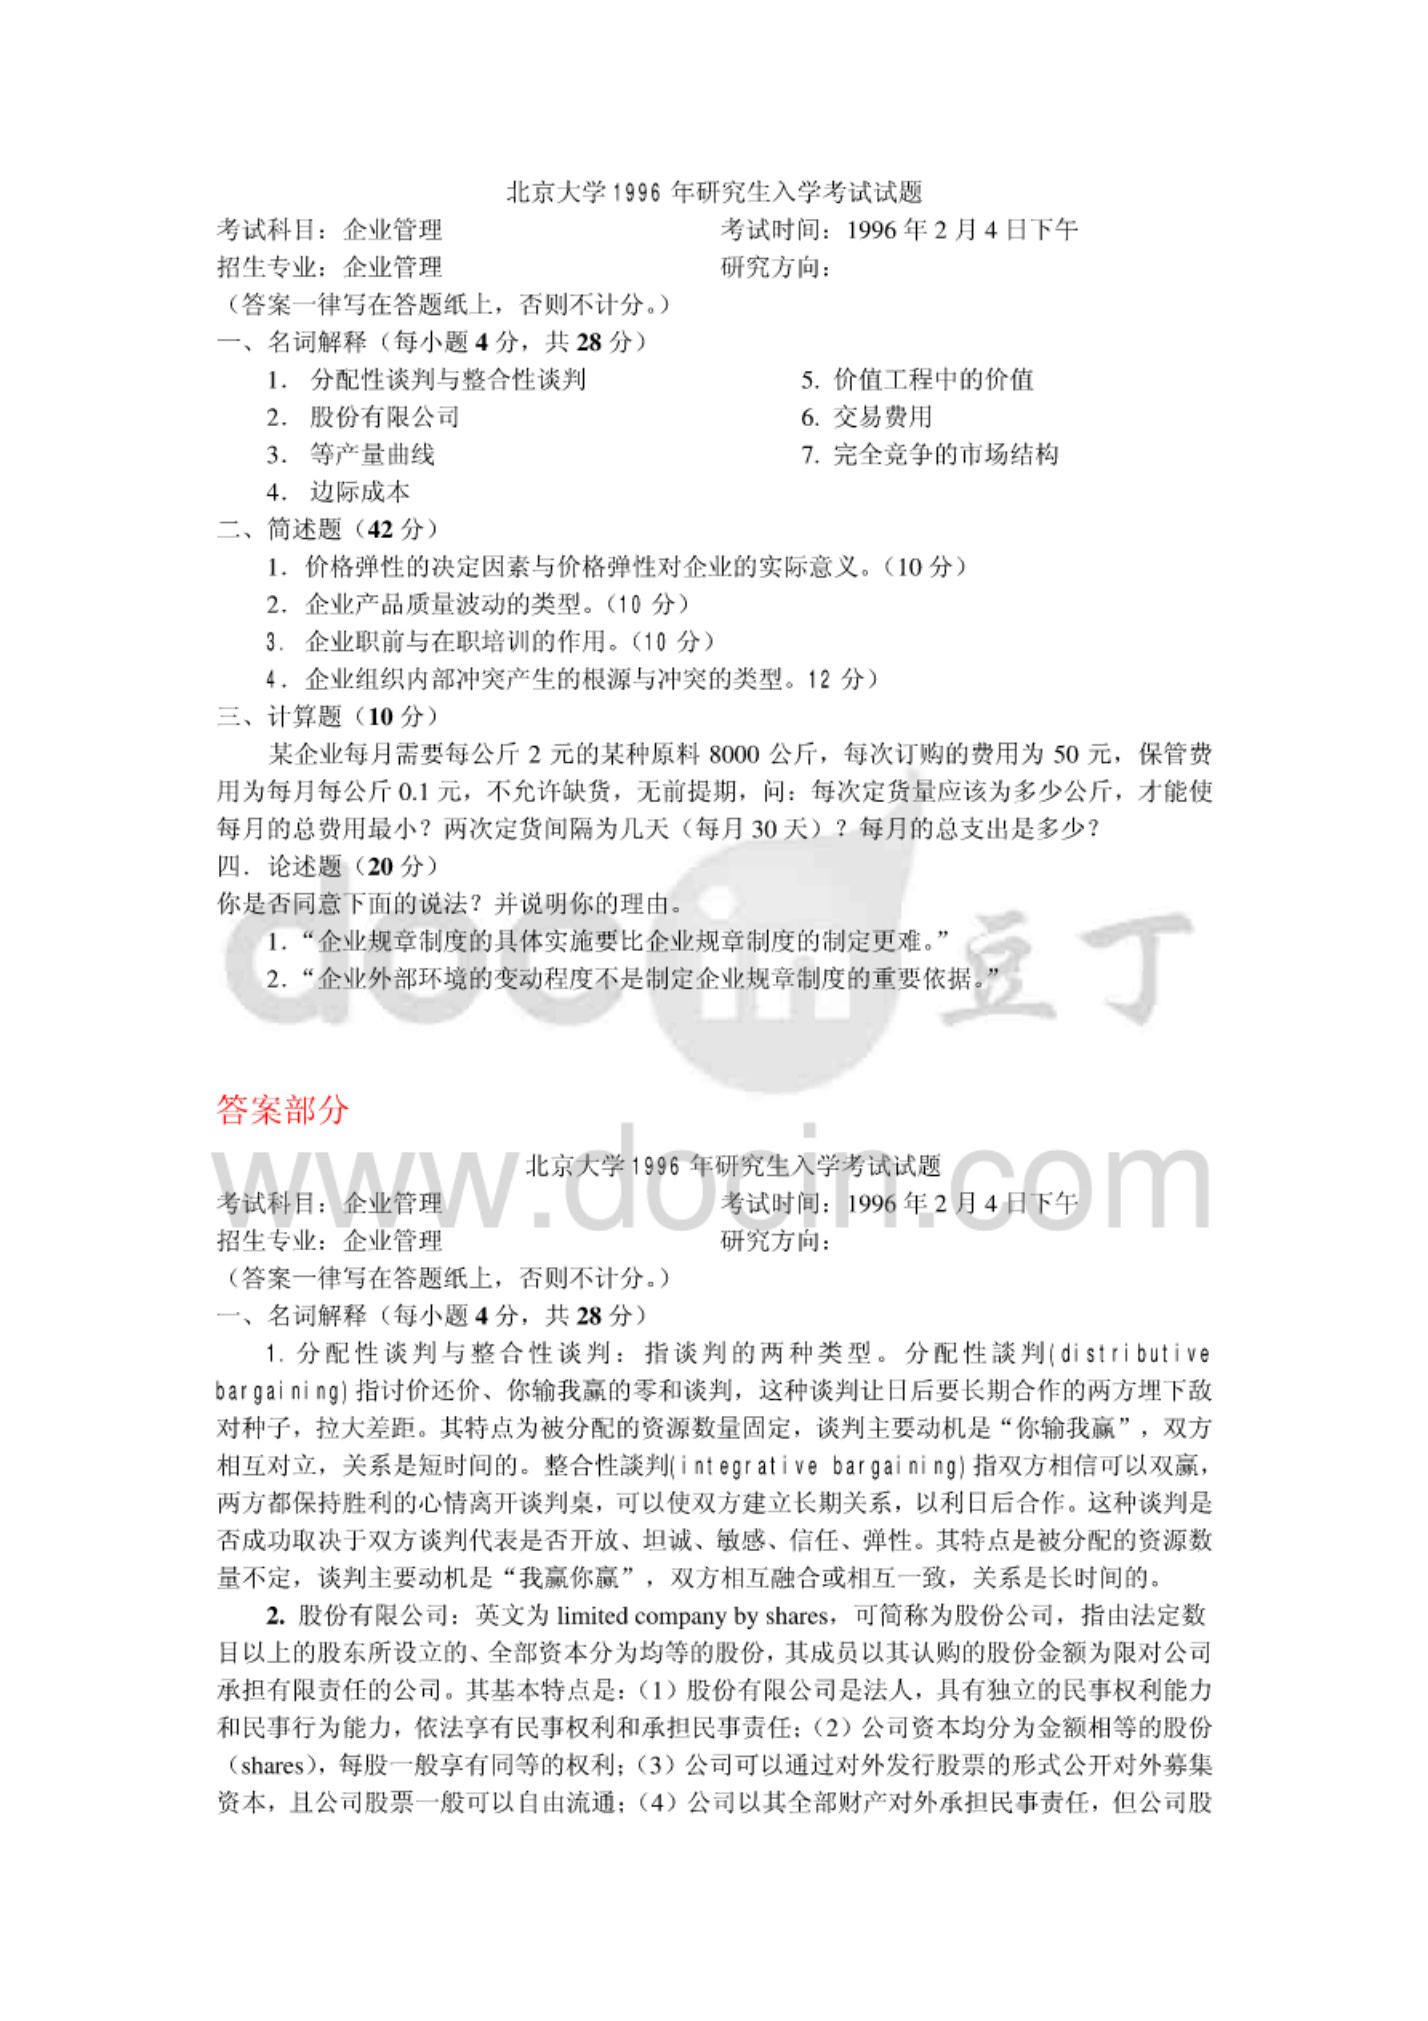 北京大学1996 年研究生入学考试试题
考试科目：企业管理 考试时间：1996 年 2 月 4 日下午
招生专业：企业管理 研究方向：
（答案一律写在答题纸上，否则不计分。）
一、名词解释（每小题 4 分，共 28 分）
1． 分配性谈判与整合性谈判 5. 价值工程中的价值
2． 股份有限公司 6. 交易费用
3． 等产量曲线 7. 完全竞争的市场结构
4． 边际成本
二、简述题（42 分）
1．价格弹性的决定因素与价格弹性对企业的实际意义。（10 分）
2．企业产品质量波动的类型。（10 分）
3．企业职前与在职培训的作用。（10 分）
4．企业组织内部冲突产生的根源与冲突的类型。12 分）
三、计算题（10 分）
某企业每月需要每公斤 2 元的某种原料 8000 公斤，每次订购的费用为 50 元，保管费
用为每月每公斤 0.1 元，不允许缺货，无前提期，问：每次定货量应该为多少公斤，才能使
每月的总费用最小？两次定货间隔为几天（每月 30 天）？每月的总支出是多少？
四．论述题（20 分）
你是否同意下面的说法？并说明你的理由。
1．“企业规章制度的具体实施要比企业规章制度的制定更难。”
2．“企业外部环境的变动程度不是制定企业规章制度的重要依据。”
docin 豆丁
答案部分
www.docin.com
北京大学1996 年研究生入学考试试题
考试科目：企业管理 考试时间：1996 年 2 月 4 日下午
招生专业：企业管理 研究方向：
（答案一律写在答题纸上，否则不计分。）
一、名词解释（每小题 4 分，共 28 分）
1. 分配性谈判与整合性谈判：指谈判的两种类型。分配性談判(distributive
bargaining)指讨价还价、你输我赢的零和谈判，这种谈判让日后要长期合作的两方埋下敌
对种子，拉大差距。其特点为被分配的资源数量固定，谈判主要动机是“你输我赢”，双方
相互对立，关系是短时间的。整合性談判(integrative bargaining)指双方相信可以双赢，
两方都保持胜利的心情离开谈判桌，可以使双方建立长期关系，以利日后合作。这种谈判是
否成功取决于双方谈判代表是否开放、坦诚、敏感、信任、弹性。其特点是被分配的资源数
量不定，谈判主要动机是“我赢你赢”，双方相互融合或相互一致，关系是长时间的。
2. 股份有限公司：英文为 limited company by shares，可简称为股份公司，指由法定数
目以上的股东所设立的、全部资本分为均等的股份，其成员以其认购的股份金额为限对公司
承担有限责任的公司。其基本特点是：（1）股份有限公司是法人，具有独立的民事权利能力
和民事行为能力，依法享有民事权利和承担民事责任；（2）公司资本均分为金额相等的股份
（shares），每股一般享有同等的权利；（3）公司可以通过对外发行股票的形式公开对外募集
资本，且公司股票一般可以自由流通；（4）公司以其全部财产对外承担民事责任，但公司股